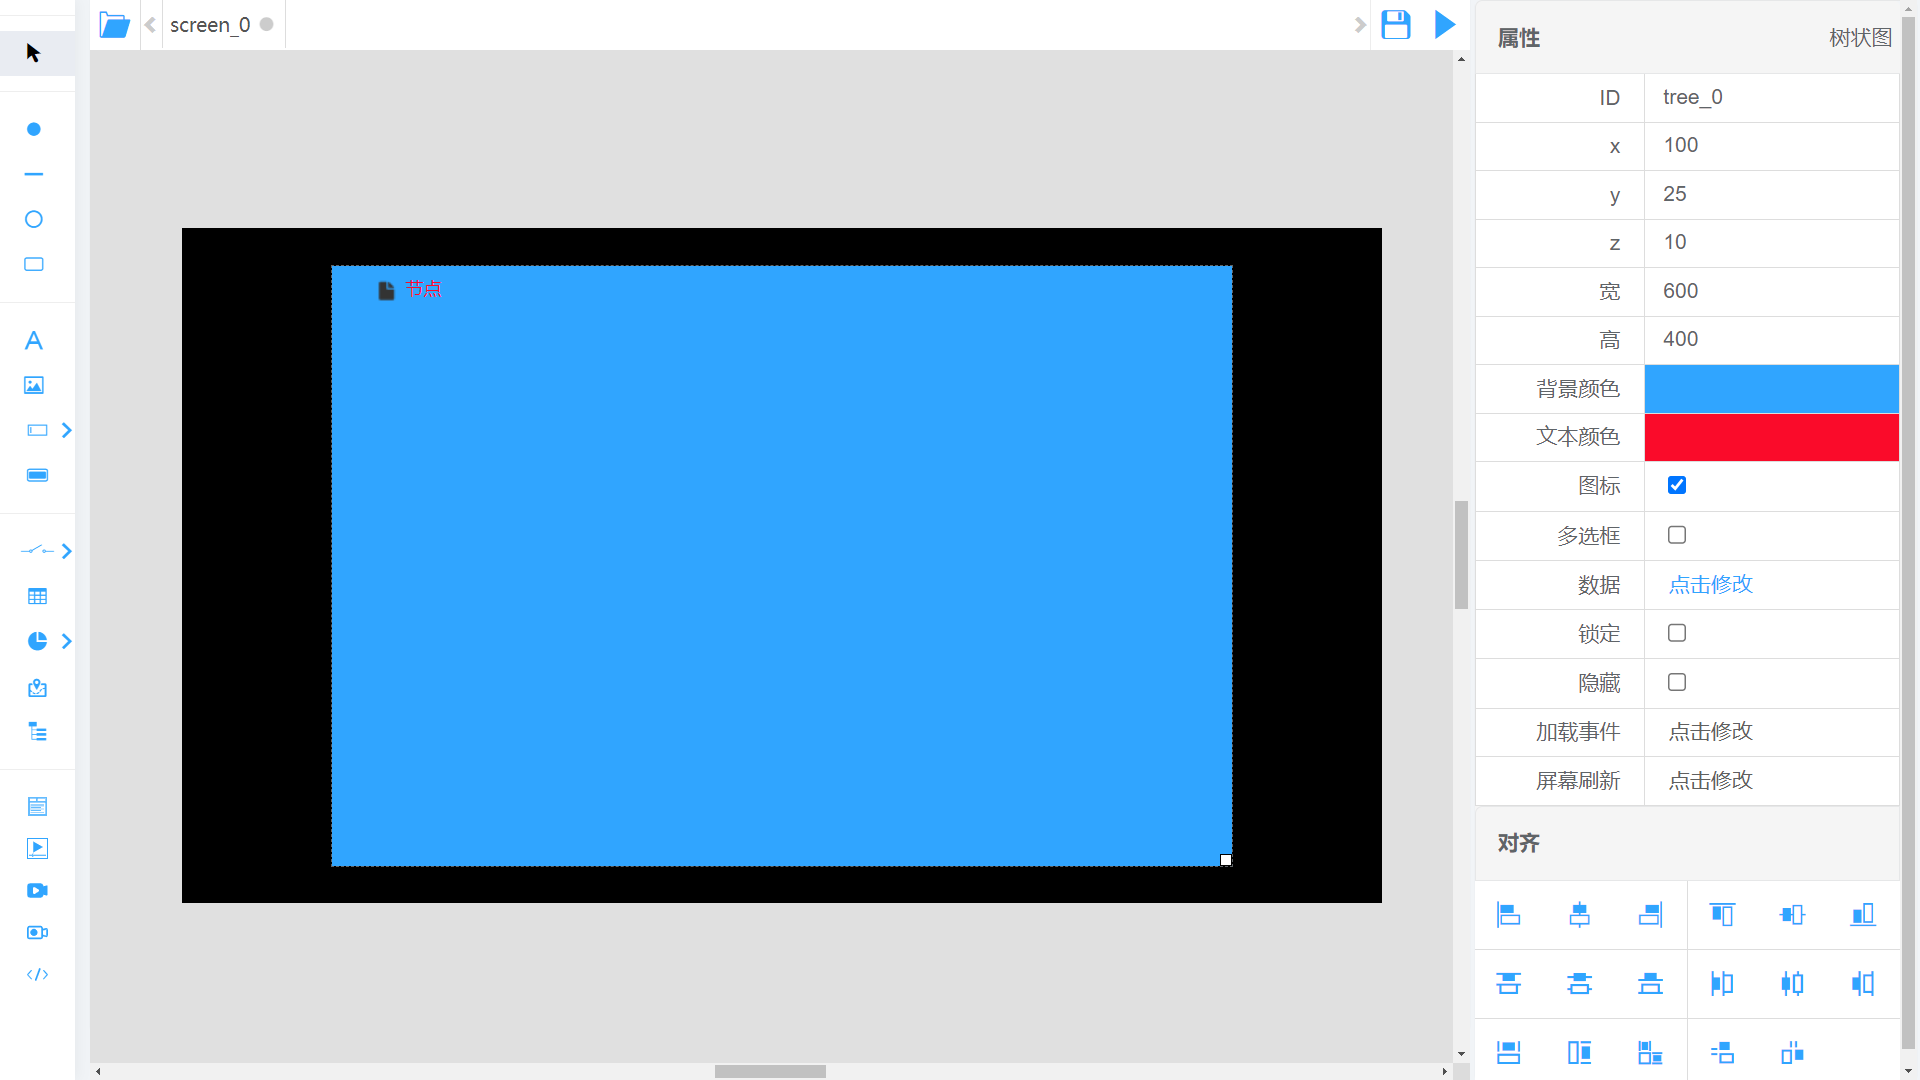 screen_0
A
节点
属性 树状图
ID tree_0
x 100
y 25
z 10
宽 600
高 400
背景颜色
文本颜色
图标
多选框
数据 点击修改
锁定
隐藏
加载事件 点击修改
屏幕刷新 点击修改
对齐